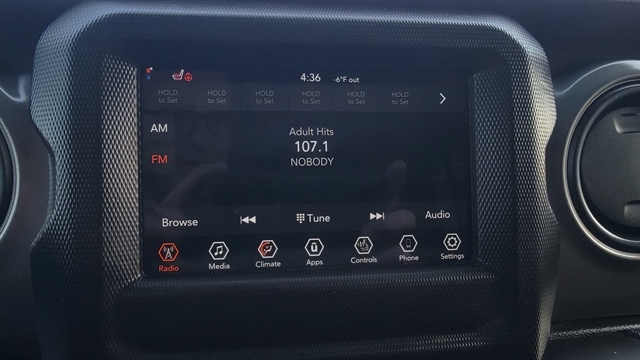 4:36 -6°F out
HOLD to Set HOLD to Set HOLD to Set HOLD to Set HOLD to Set HOLD to Set
AM
FM
Adult Hits
107.1
NOBODY
Browse Tune Audio
Radio Media Climate Apps Controls Phone Settings